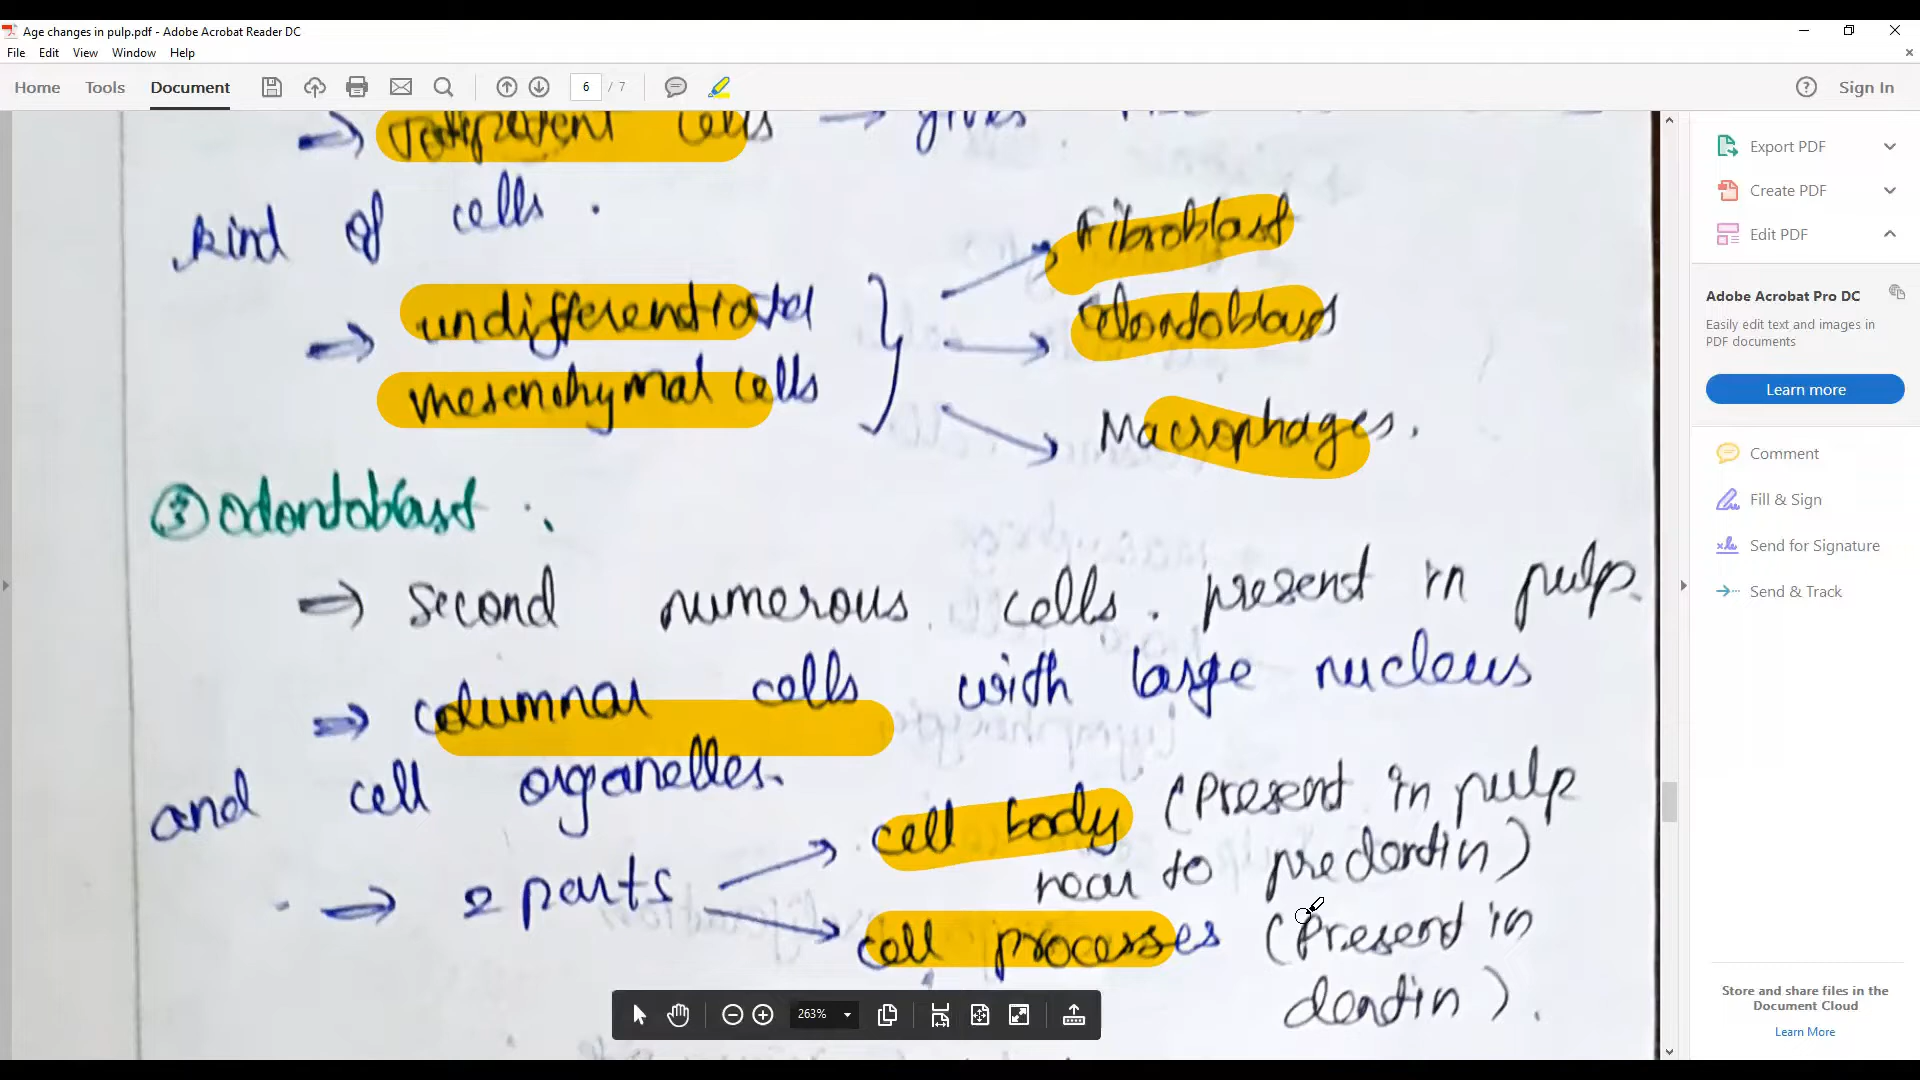 Age changes in pulp.pdf - Adobe Acrobat Reader DC
File Edit View Window Help
Home Tools Document 6 / 7 Sign In
cells → gives
kind of cells.
→ undifferentiated } → Fibroblast
mesenchymal cells → Odontoblast
→ Macrophages.
③ Odontoblast :
⇒ second numerous cells. present in pulp.
⇒ columnar cells with large nucleus
and cell organelles.
→ 2 parts → cell body (Present in pulp
near to predentin)
→ cell processes (Present in
dentin).
263%
Export PDF
Create PDF
Edit PDF
Adobe Acrobat Pro DC
Easily edit text and images in
PDF documents
Learn more
Comment
Fill & Sign
Send for Signature
Send & Track
Store and share files in the
Document Cloud
Learn More